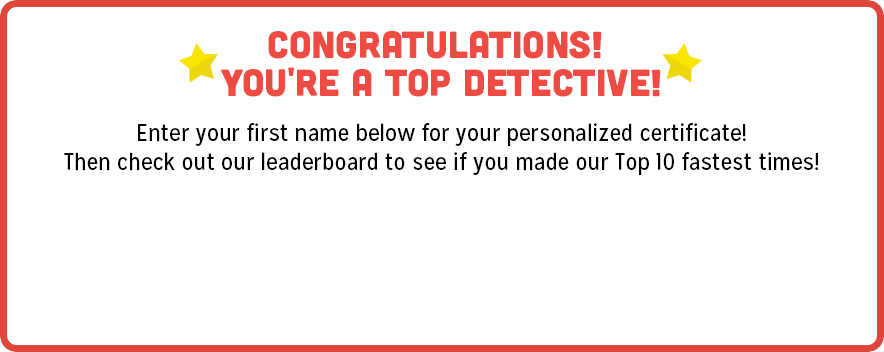 CONGRATULATIONS!
YOU'RE A TOP DETECTIVE!
Enter your first name below for your personalized certificate!
Then check out our leaderboard to see if you made our Top 10 fastest times!